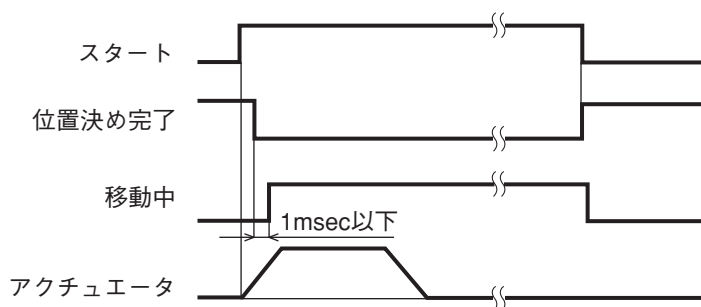 スタート
位置決め完了
移動中
1msec以下
アクチュエータ